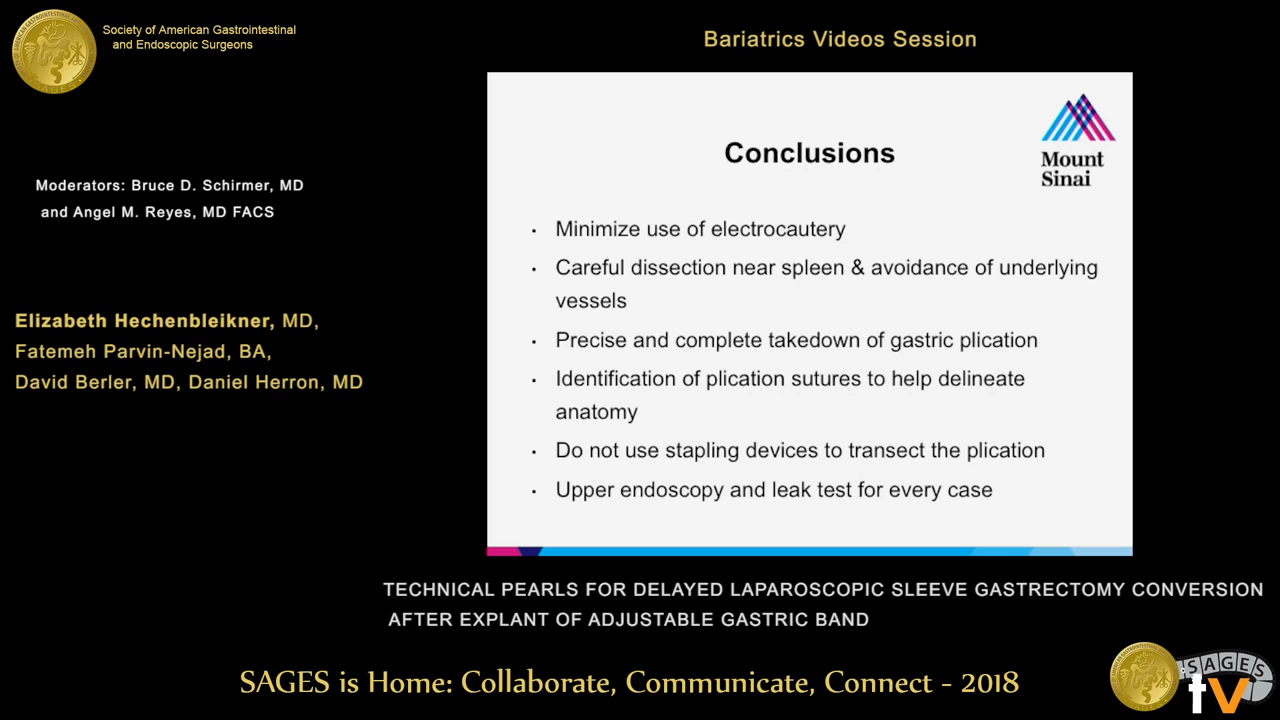 Society of American Gastrointestinal
and Endoscopic Surgeons
Bariatrics Videos Session
Moderators: Bruce D. Schirmer, MD
and Angel M. Reyes, MD FACS
Elizabeth Hechenbleikner, MD,
Fatemeh Parvin-Nejad, BA,
David Berler, MD, Daniel Herron, MD
Mount
Sinai
Conclusions
· Minimize use of electrocautery
· Careful dissection near spleen & avoidance of underlying
vessels
· Precise and complete takedown of gastric plication
· Identification of plication sutures to help delineate
anatomy
· Do not use stapling devices to transect the plication
· Upper endoscopy and leak test for every case
TECHNICAL PEARLS FOR DELAYED LAPAROSCOPIC SLEEVE GASTRECTOMY CONVERSION
AFTER EXPLANT OF ADJUSTABLE GASTRIC BAND
SAGES is Home: Collaborate, Communicate, Connect - 2018
SAGES
tv